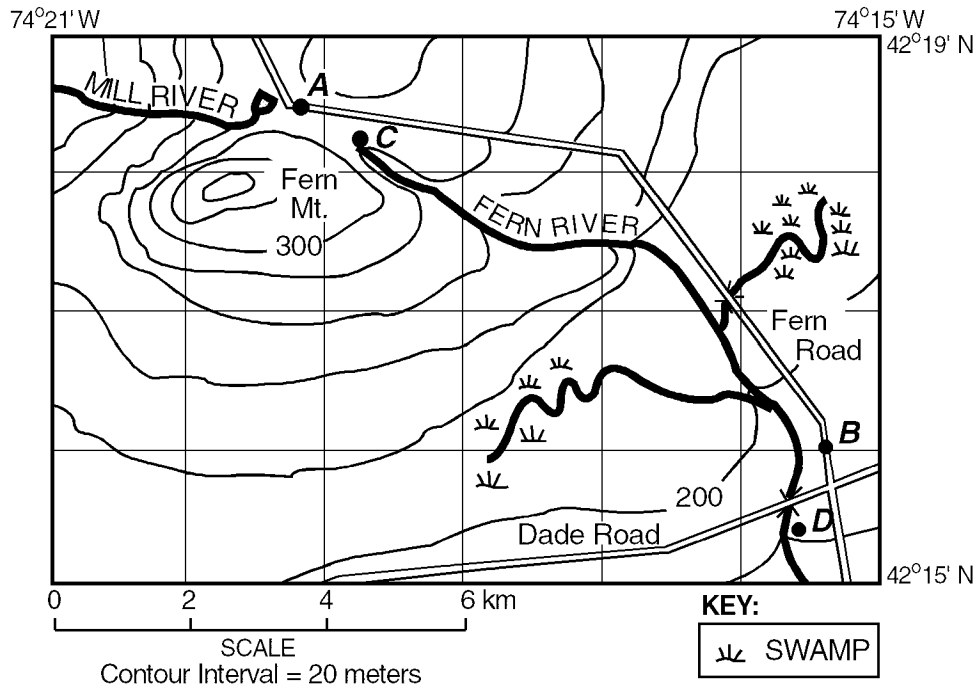 74°21' W
74°15' W
42°19' N
MILL RIVER
A
C
Fern
Mt.
300
FERN RIVER
Fern
Road
B
200
Dade Road
D
42°15' N
0 2 4 6 km
SCALE
Contour Interval = 20 meters
KEY:
SWAMP